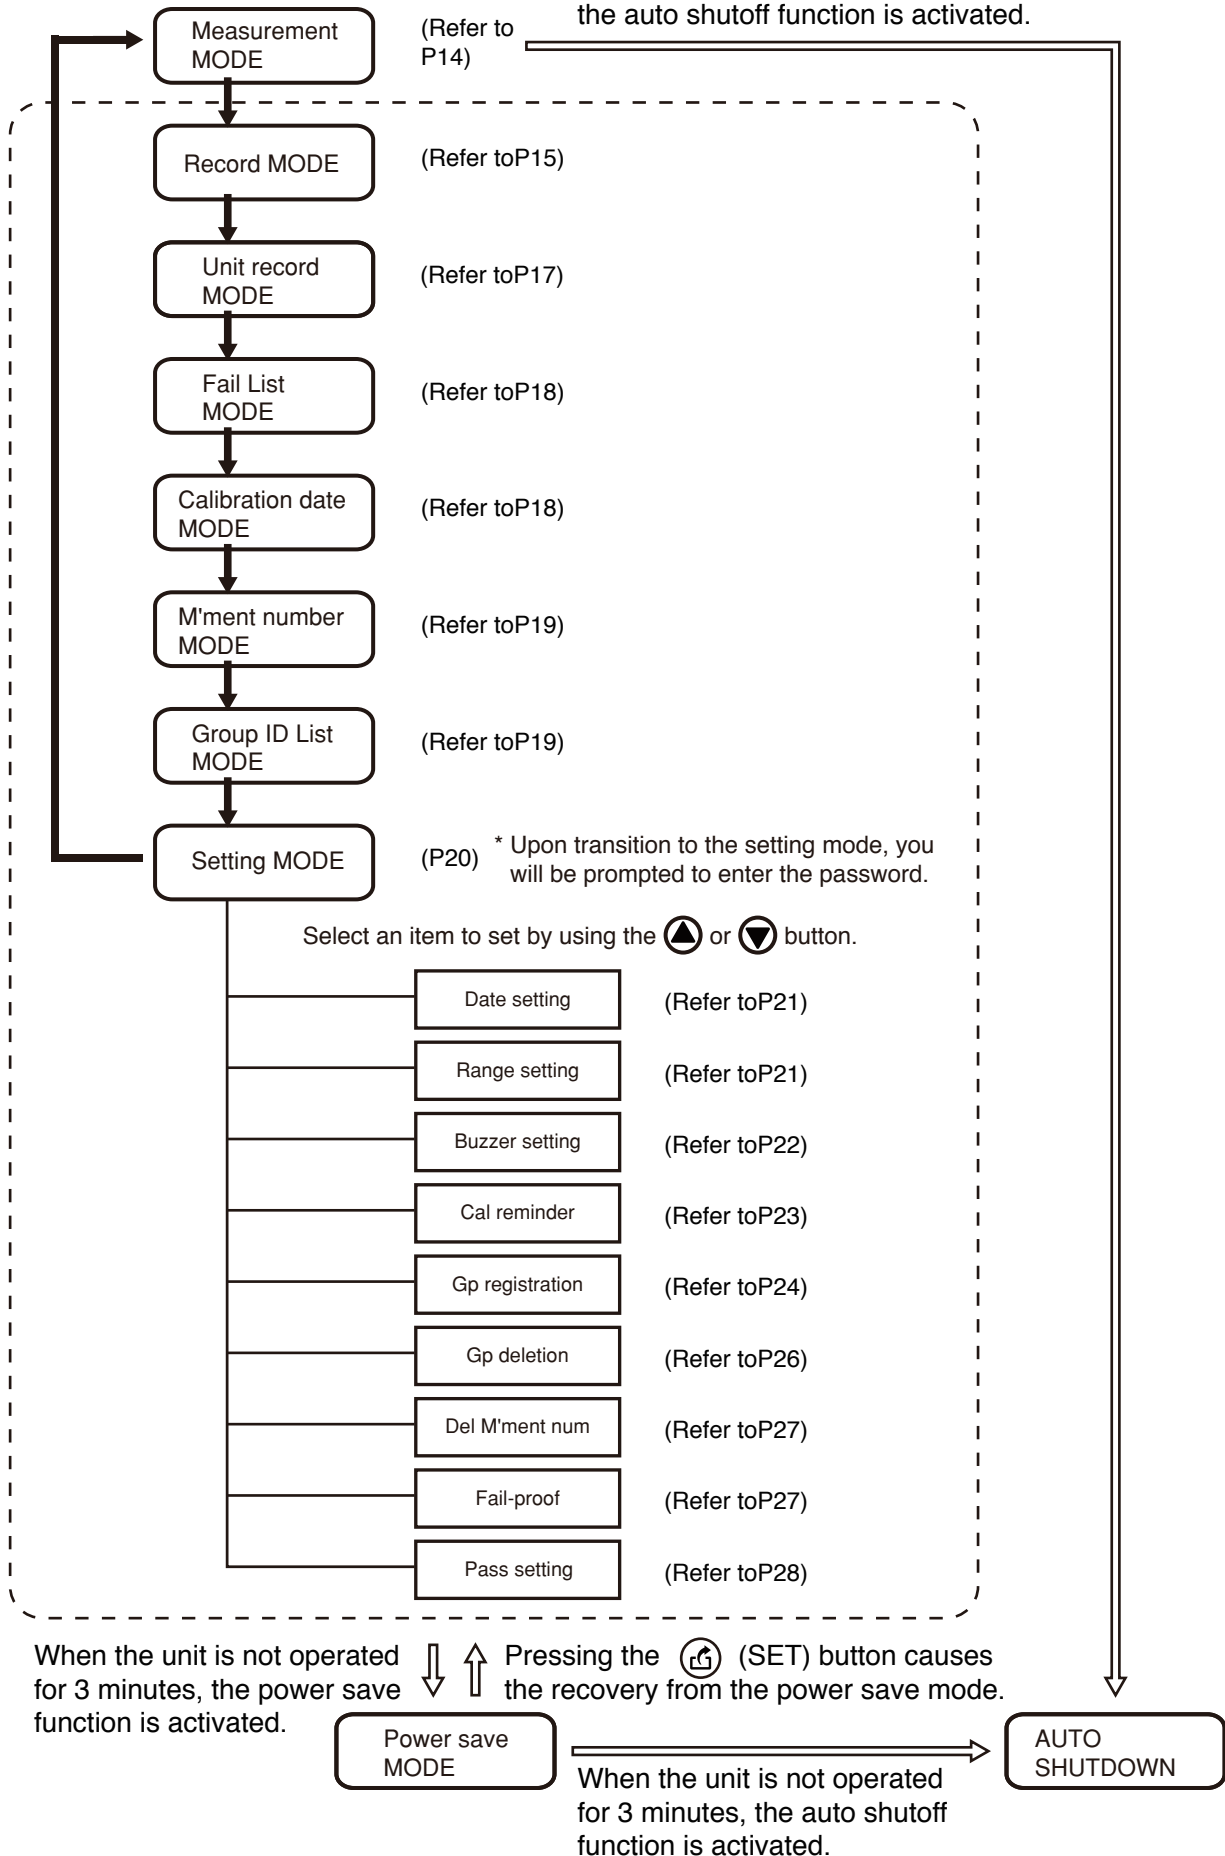 the auto shutoff function is activated.
Measurement
MODE
(Refer to
P14)
Record MODE
(Refer toP15)
Unit record
MODE
(Refer toP17)
Fail List
MODE
(Refer toP18)
Calibration date
MODE
(Refer toP18)
M'ment number
MODE
(Refer toP19)
Group ID List
MODE
(Refer toP19)
Setting MODE
(P20)
* Upon transition to the setting mode, you
will be prompted to enter the password.
Select an item to set by using the or button.
Date setting
(Refer toP21)
Range setting
(Refer toP21)
Buzzer setting
(Refer toP22)
Cal reminder
(Refer toP23)
Gp registration
(Refer toP24)
Gp deletion
(Refer toP26)
Del M'ment num
(Refer toP27)
Fail-proof
(Refer toP27)
Pass setting
(Refer toP28)
When the unit is not operated
for 3 minutes, the power save
function is activated.
Pressing the (SET) button causes
the recovery from the power save mode.
Power save
MODE
When the unit is not operated
for 3 minutes, the auto shutoff
function is activated.
AUTO
SHUTDOWN